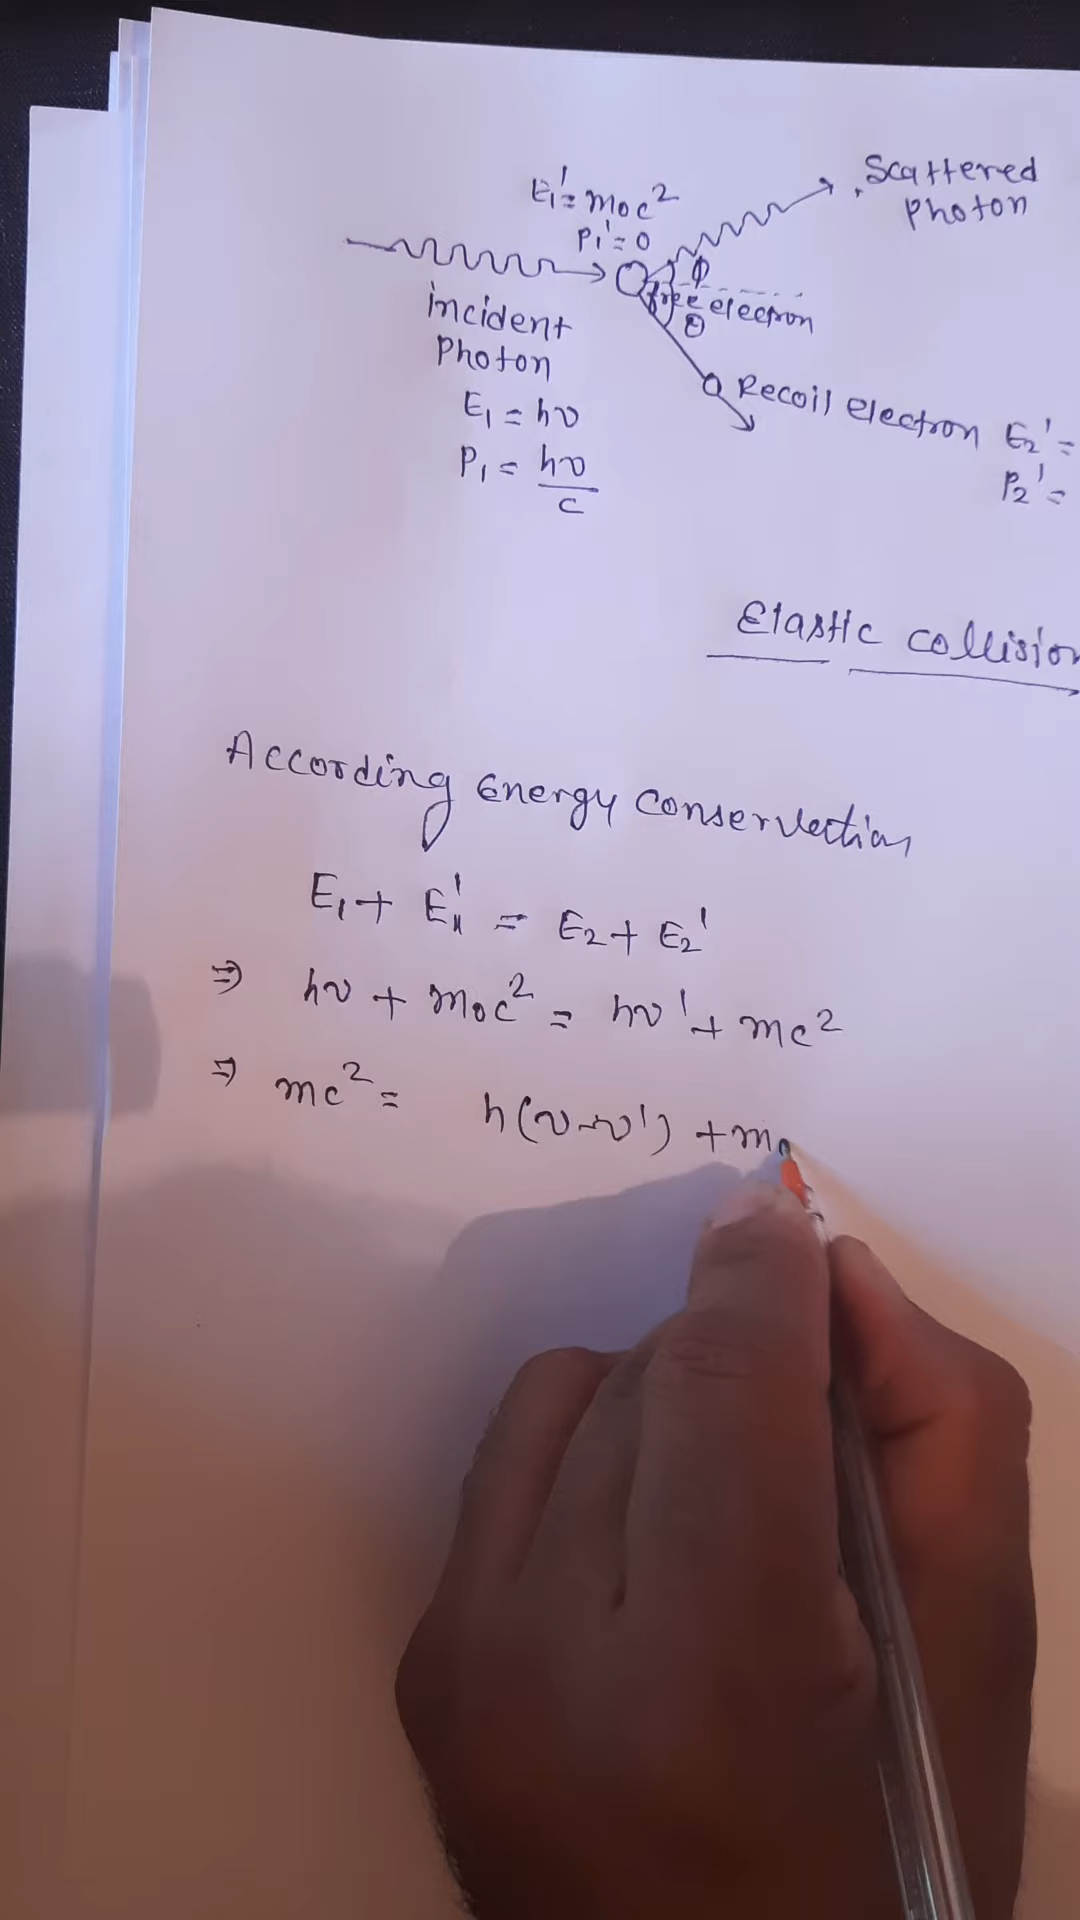 E₁' = m₀c²
P₁' = 0
Scattered
Photon
ϕ
free electron
θ
incident
Photon
E₁ = hν
P₁ = hν/c
Recoil electron E₂' =
P₂' =
Elastic collision
According energy conservation
E₁ + E₁' = E₂ + E₂'
⇒ hν + m₀c² = hν' + mc²
⇒ mc² = h(ν-ν') + m₀